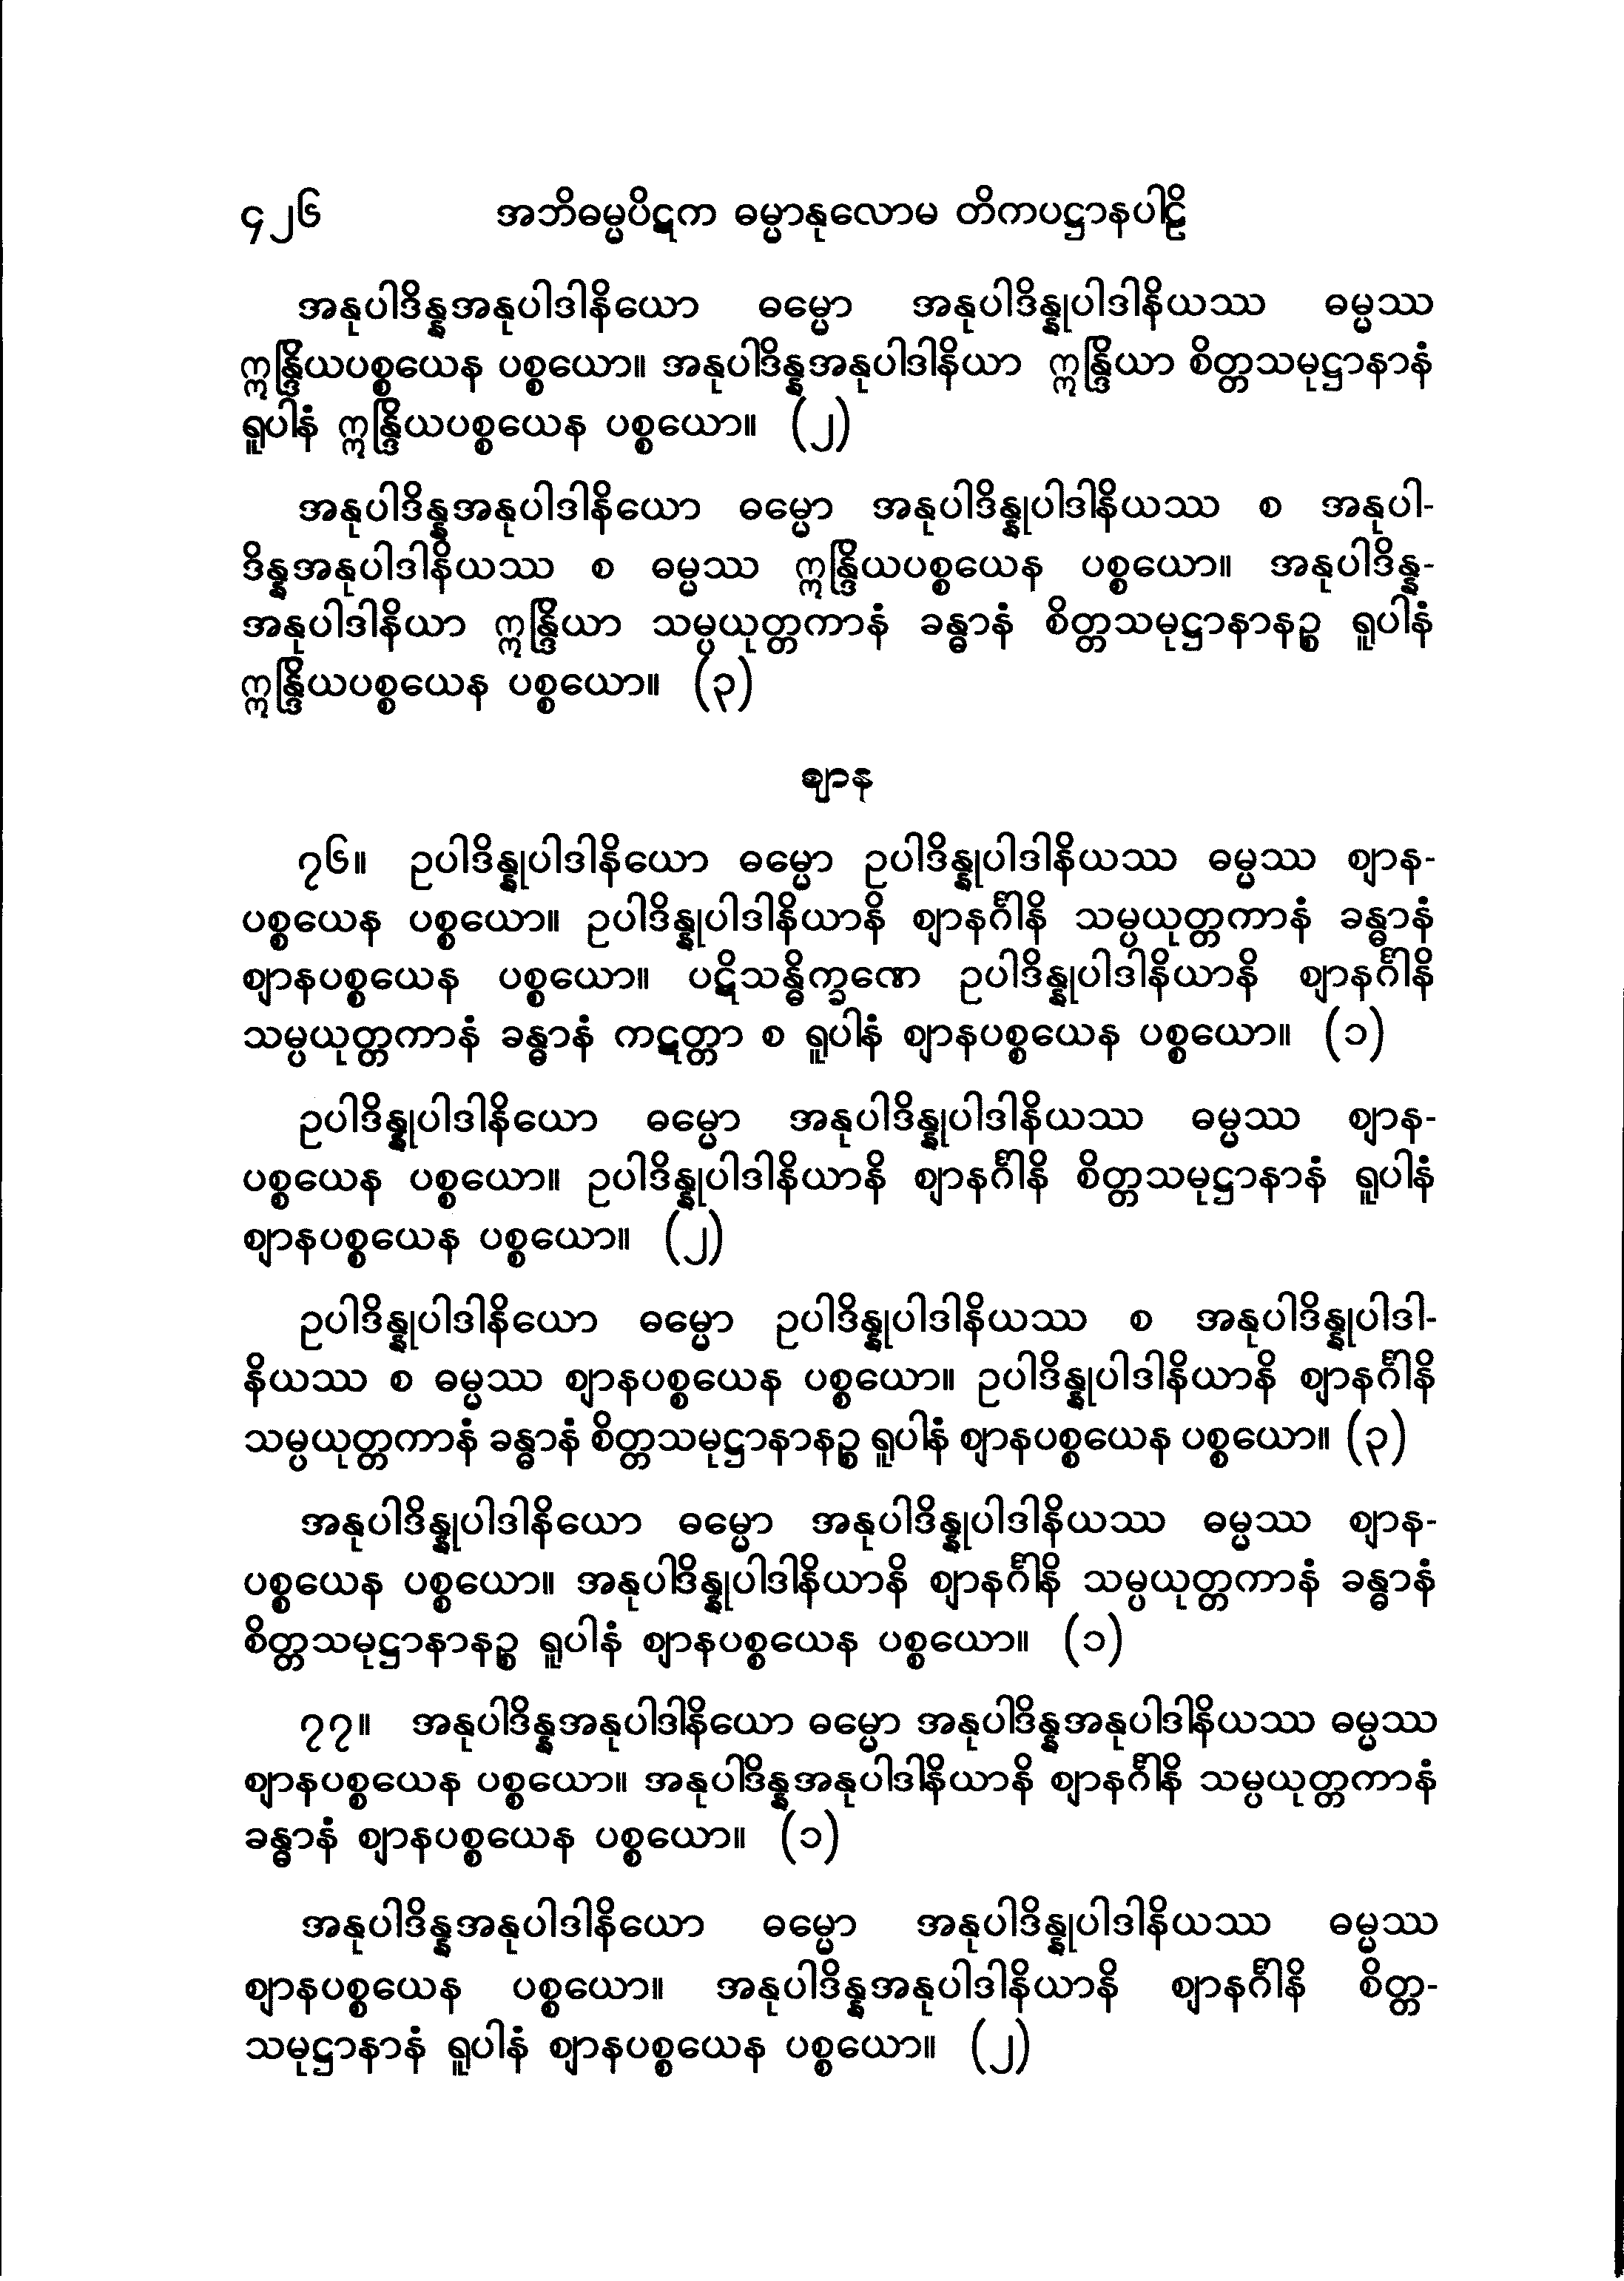 ၄၂၆ အဘိဓမ္မပိဋက ဓမ္မာနုလောမ တိကပဋ္ဌာနပါဠိ
အနုပါဒိန္နအနုပါဒါနိယော ဓမ္မော အနုပါဒိန္နုပါဒါနိယဿ ဓမ္မဿ
ဣန္ဒြိယပစ္စယေန ပစ္စယော။ အနုပါဒိန္နအနုပါဒါနိယာ ဣန္ဒြိယာ စိတ္တသမုဋ္ဌာနာနံ
ရူပါနံ ဣန္ဒြိယပစ္စယေန ပစ္စယော။ (၂)
အနုပါဒိန္နအနုပါဒါနိယော ဓမ္မော အနုပါဒိန္နုပါဒါနိယဿ စ အနုပါ-
ဒိန္နအနုပါဒါနိယဿ စ ဓမ္မဿ ဣန္ဒြိယပစ္စယေန ပစ္စယော။ အနုပါဒိန္န-
အနုပါဒါနိယာ ဣန္ဒြိယာ သမ္ပယုတ္တကာနံ ခန္ဓာနံ စိတ္တသမုဋ္ဌာနာနဉ္စ ရူပါနံ
ဣန္ဒြိယပစ္စယေန ပစ္စယော။ (၃)
ဈာန
၇၆။ ဥပါဒိန္နုပါဒါနိယော ဓမ္မော ဥပါဒိန္နုပါဒါနိယဿ ဓမ္မဿ ဈာန-
ပစ္စယေန ပစ္စယော။ ဥပါဒိန္နုပါဒါနိယာနိ ဈာနင်္ဂါနိ သမ္ပယုတ္တကာနံ ခန္ဓာနံ
ဈာနပစ္စယေန ပစ္စယော။ ပဋိသန္ဓိက္ခဏေ ဥပါဒိန္နုပါဒါနိယာနိ ဈာနင်္ဂါနိ
သမ္ပယုတ္တကာနံ ခန္ဓာနံ ကဋတ္တာ စ ရူပါနံ ဈာနပစ္စယေန ပစ္စယော။ (၁)
ဥပါဒိန္နုပါဒါနိယော ဓမ္မော အနုပါဒိန္နုပါဒါနိယဿ ဓမ္မဿ ဈာန-
ပစ္စယေန ပစ္စယော။ ဥပါဒိန္နုပါဒါနိယာနိ ဈာနင်္ဂါနိ စိတ္တသမုဋ္ဌာနာနံ ရူပါနံ
ဈာနပစ္စယေန ပစ္စယော။ (၂)
ဥပါဒိန္နုပါဒါနိယော ဓမ္မော ဥပါဒိန္နုပါဒါနိယဿ စ အနုပါဒိန္နုပါဒါ-
နိယဿ စ ဓမ္မဿ ဈာနပစ္စယေန ပစ္စယော။ ဥပါဒိန္နုပါဒါနိယာနိ ဈာနင်္ဂါနိ
သမ္ပယုတ္တကာနံ ခန္ဓာနံ စိတ္တသမုဋ္ဌာနာနဉ္စ ရူပါနံ ဈာနပစ္စယေန ပစ္စယော။ (၃)
အနုပါဒိန္နုပါဒါနိယော ဓမ္မော အနုပါဒိန္နုပါဒါနိယဿ ဓမ္မဿ ဈာန-
ပစ္စယေန ပစ္စယော။ အနုပါဒိန္နုပါဒါနိယာနိ ဈာနင်္ဂါနိ သမ္ပယုတ္တကာနံ ခန္ဓာနံ
စိတ္တသမုဋ္ဌာနာနဉ္စ ရူပါနံ ဈာနပစ္စယေန ပစ္စယော။ (၁)
၇၇။ အနုပါဒိန္နအနုပါဒါနိယော ဓမ္မော အနုပါဒိန္နအနုပါဒါနိယဿ ဓမ္မဿ
ဈာနပစ္စယေန ပစ္စယော။ အနုပါဒိန္နအနုပါဒါနိယာနိ ဈာနင်္ဂါနိ သမ္ပယုတ္တကာနံ
ခန္ဓာနံ ဈာနပစ္စယေန ပစ္စယော။ (၁)
အနုပါဒိန္နအနုပါဒါနိယော ဓမ္မော အနုပါဒိန္နုပါဒါနိယဿ ဓမ္မဿ
ဈာနပစ္စယေန ပစ္စယော။ အနုပါဒိန္နအနုပါဒါနိယာနိ ဈာနင်္ဂါနိ စိတ္တ-
သမုဋ္ဌာနာနံ ရူပါနံ ဈာနပစ္စယေန ပစ္စယော။ (၂)